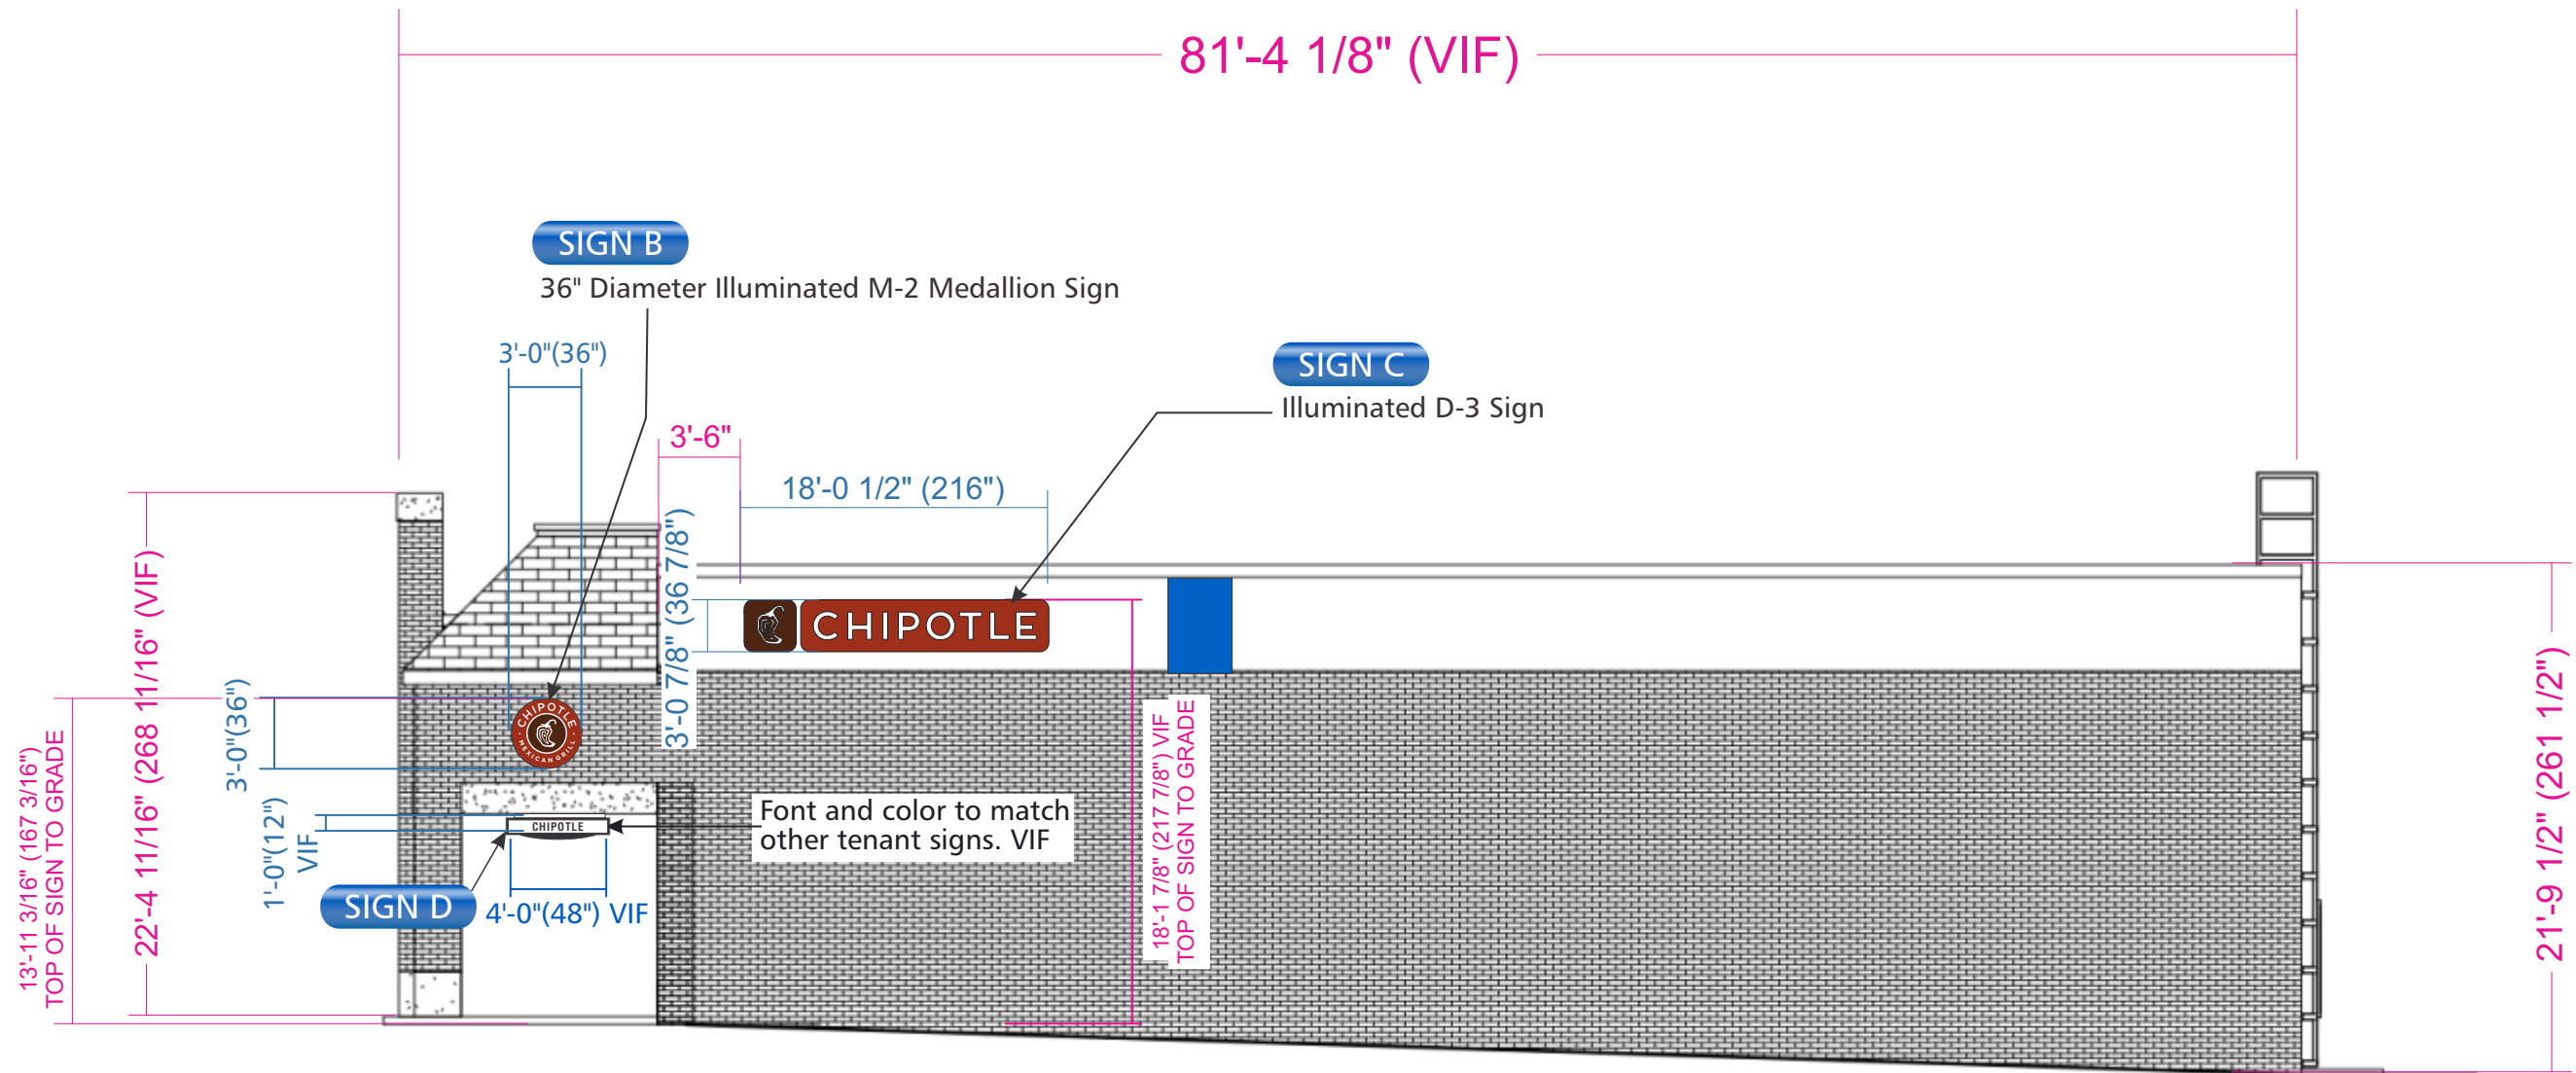 81'-4 1/8" (VIF)
SIGN B
36" Diameter Illuminated M-2 Medallion Sign
3'-0"(36")
SIGN C
Illuminated D-3 Sign
3'-6"
18'-0 1/2" (216")
3'-0 7/8" (36 7/8")
CHIPOTLE
CHIPOTLE
MEXICAN GRILL
3'-0"(36")
22'-4 11/16" (268 11/16" (VIF)
13'-11 3/16" (167 3/16")
TOP OF SIGN TO GRADE
1'-0"(12")
VIF
CHIPOTLE
Font and color to match
other tenant signs. VIF
SIGN D
4'-0"(48") VIF
18'-1 7/8" (217 7/8") VIF
TOP OF SIGN TO GRADE
21'-9 1/2" (261 1/2")